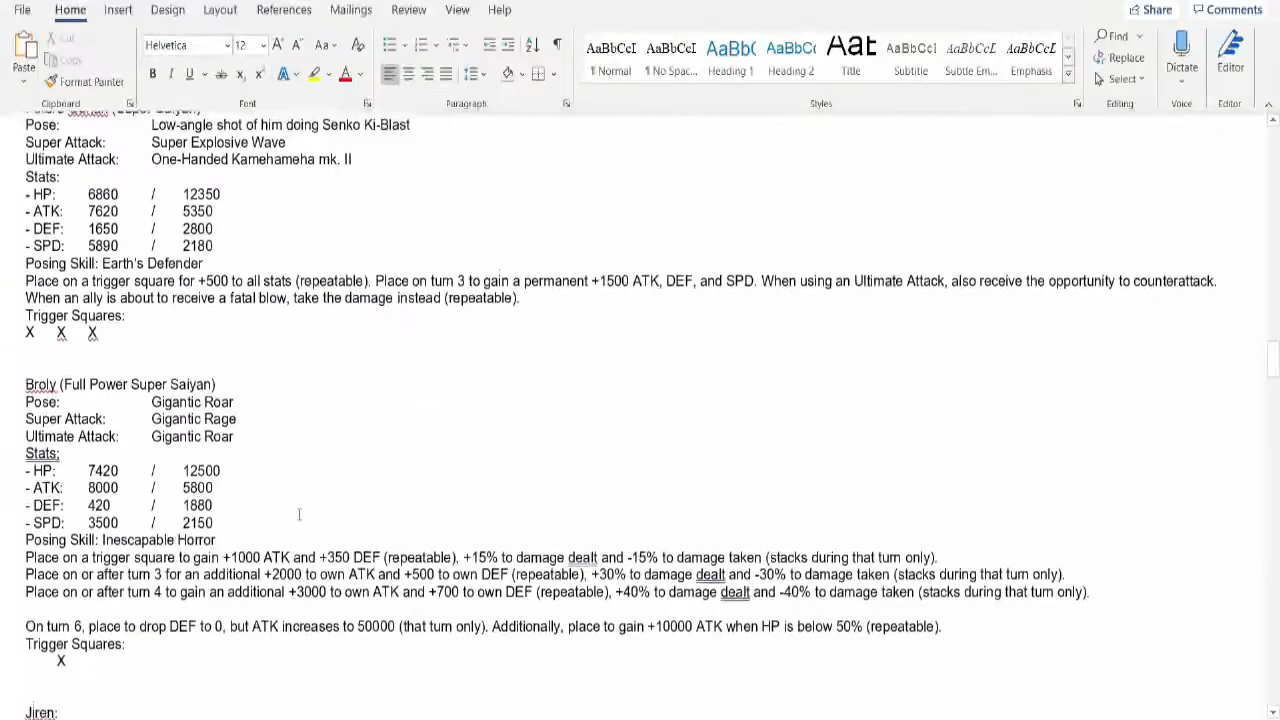 File Home Insert Design Layout References Mailings Review View Help Share Comments
Cut Helvetica 12 A A Aa AaBbCcI AaBbCcI AaBb( AaBbC( Aat AaBbCcI AaBbCcL AaBbCcL Find
Copy Replace
Paste Format Painter B I U ab x₂ x² A A ¶ Normal ¶ No Spac... Heading 1 Heading 2 Title Subtitle Subtle Em... Emphasis Select Dictate Editor
Clipboard Font Paragraph Styles Editing Voice Editor
Pose: Low-angle shot of him doing Senko Ki-Blast
Super Attack: Super Explosive Wave
Ultimate Attack: One-Handed Kamehameha mk. II
Stats:
- HP: 6860 / 12350
- ATK: 7620 / 5350
- DEF: 1650 / 2800
- SPD: 5890 / 2180
Posing Skill: Earth's Defender
Place on a trigger square for +500 to all stats (repeatable). Place on turn 3 to gain a permanent +1500 ATK, DEF, and SPD. When using an Ultimate Attack, also receive the opportunity to counterattack.
When an ally is about to receive a fatal blow, take the damage instead (repeatable).
Trigger Squares:
X X X
Broly (Full Power Super Saiyan)
Pose: Gigantic Roar
Super Attack: Gigantic Rage
Ultimate Attack: Gigantic Roar
Stats:
- HP: 7420 / 12500
- ATK: 8000 / 5800
- DEF: 420 / 1880
- SPD: 3500 / 2150
Posing Skill: Inescapable Horror
Place on a trigger square to gain +1000 ATK and +350 DEF (repeatable), +15% to damage dealt and -15% to damage taken (stacks during that turn only).
Place on or after turn 3 for an additional +2000 to own ATK and +500 to own DEF (repeatable), +30% to damage dealt and -30% to damage taken (stacks during that turn only).
Place on or after turn 4 to gain an additional +3000 to own ATK and +700 to own DEF (repeatable), +40% to damage dealt and -40% to damage taken (stacks during that turn only).
On turn 6, place to drop DEF to 0, but ATK increases to 50000 (that turn only). Additionally, place to gain +10000 ATK when HP is below 50% (repeatable).
Trigger Squares:
X
Jiren: